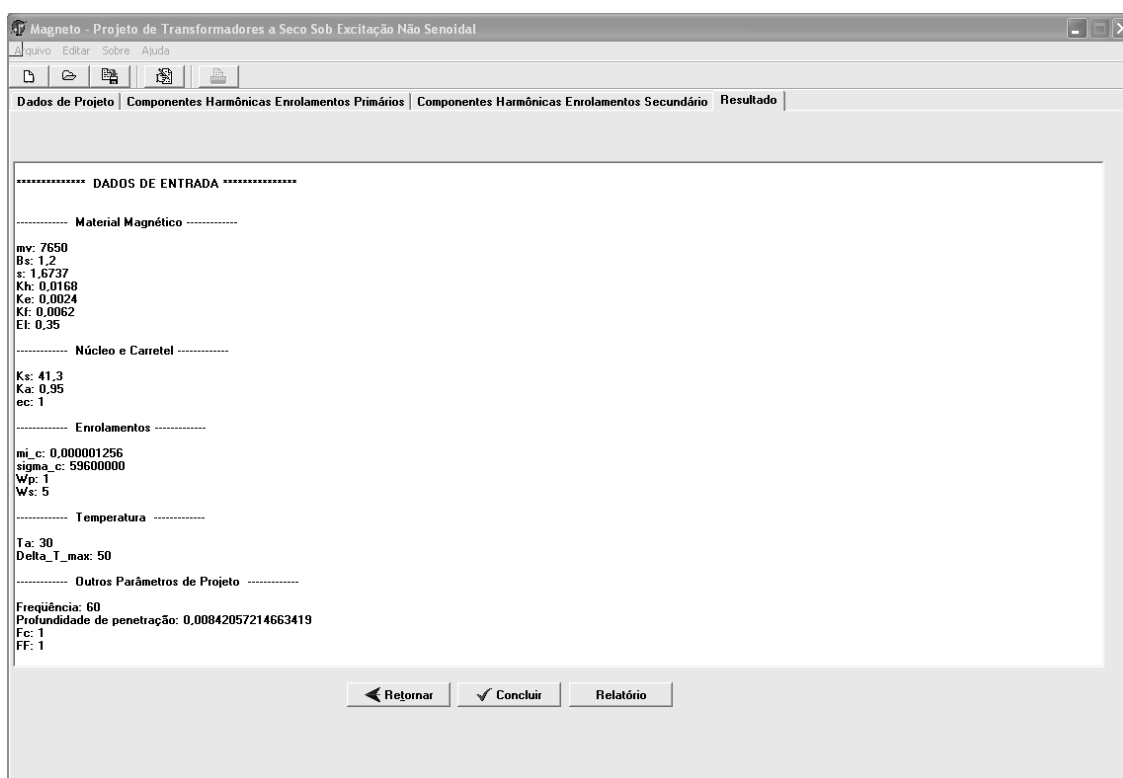 Magneto - Projeto de Transformadores a Seco Sob Excitação Não Senoidal
Arquivo Editar Sobre Ajuda
Dados de Projeto Componentes Harmônicas Enrolamentos Primários Componentes Harmônicas Enrolamentos Secundário Resultado
************** DADOS DE ENTRADA ***************
------------- Material Magnético -------------
mv: 7650
Bs: 1,2
s: 1,6737
Kh: 0,0168
Ke: 0,0024
Kf: 0,0062
El: 0,35
------------- Núcleo e Carretel -------------
Ks: 41,3
Ka: 0,95
ec: 1
------------- Enrolamentos -------------
mi_c: 0,000001256
sigma_c: 59600000
Wp: 1
Ws: 5
------------- Temperatura -------------
Ta: 30
Delta_T_max: 50
------------- Outros Parâmetros de Projeto -------------
Freqüência: 60
Profundidade de penetração: 0,00842057214663419
Fc: 1
FF: 1
Retornar Concluir Relatório